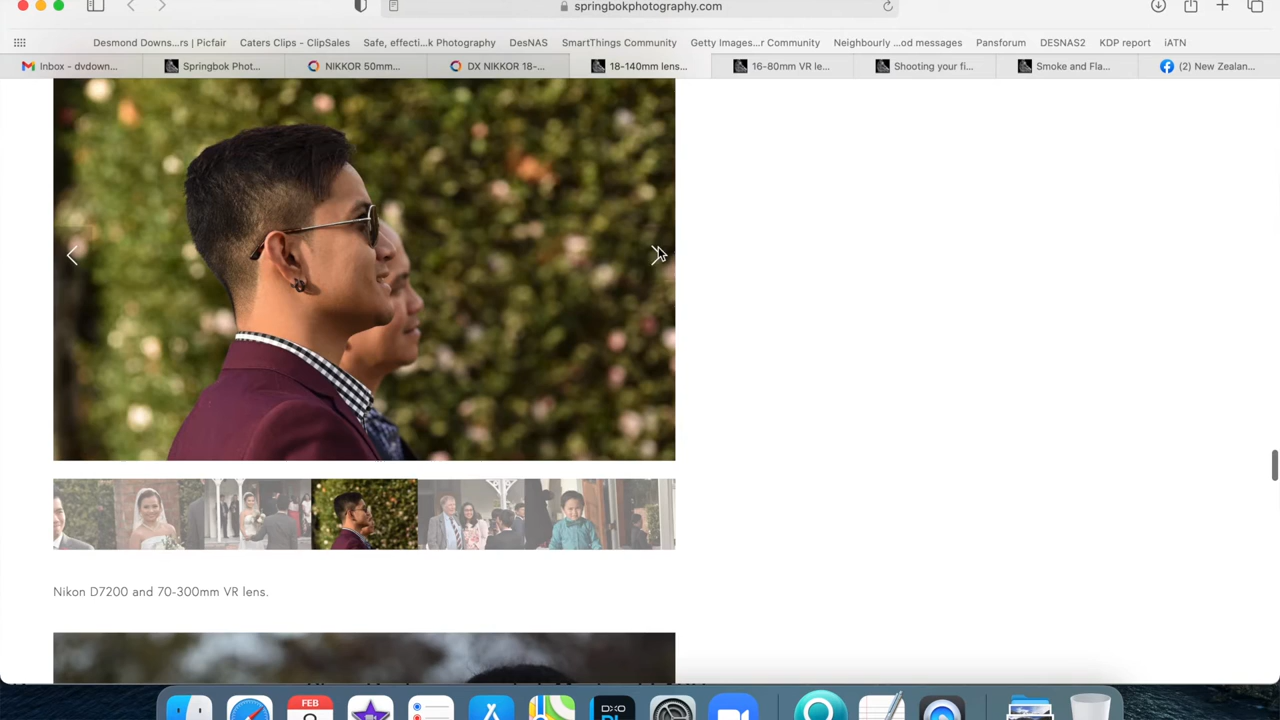 springbokphotography.com
Desmond Downs...rs | Picfair
Caters Clips - ClipSales
Safe, effecti...k Photography
DesNAS
SmartThings Community
Getty Images...r Community
Neighbourly ...od messages
Pansforum
DESNAS2
KDP report
iATN
Inbox - dvdown...
Springbok Phot...
NIKKOR 50mm...
DX NIKKOR 18-...
18-140mm lens...
16-80mm VR le...
Shooting your fi...
Smoke and Fla...
(2) New Zealan...
Nikon D7200 and 70-300mm VR lens.
FEB